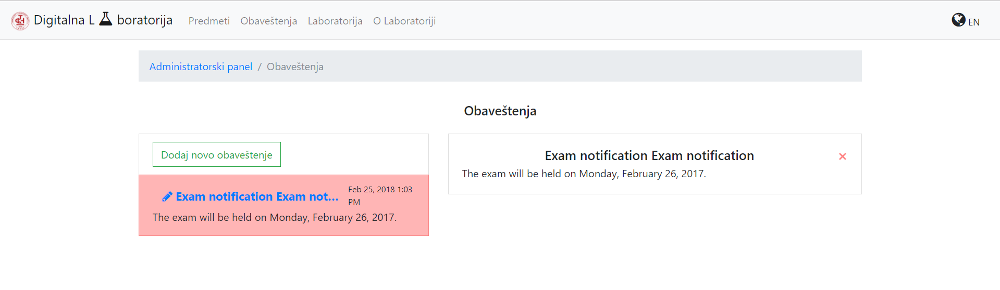 Digitalna L boratorija Predmeti Obaveštenja Laboratorija O Laboratoriji EN
Administratorski panel / Obaveštenja
Obaveštenja
Dodaj novo obaveštenje
Exam notification Exam not... Feb 25, 2018 1:03
PM
The exam will be held on Monday, February 26, 2017.
Exam notification Exam notification ×
The exam will be held on Monday, February 26, 2017.